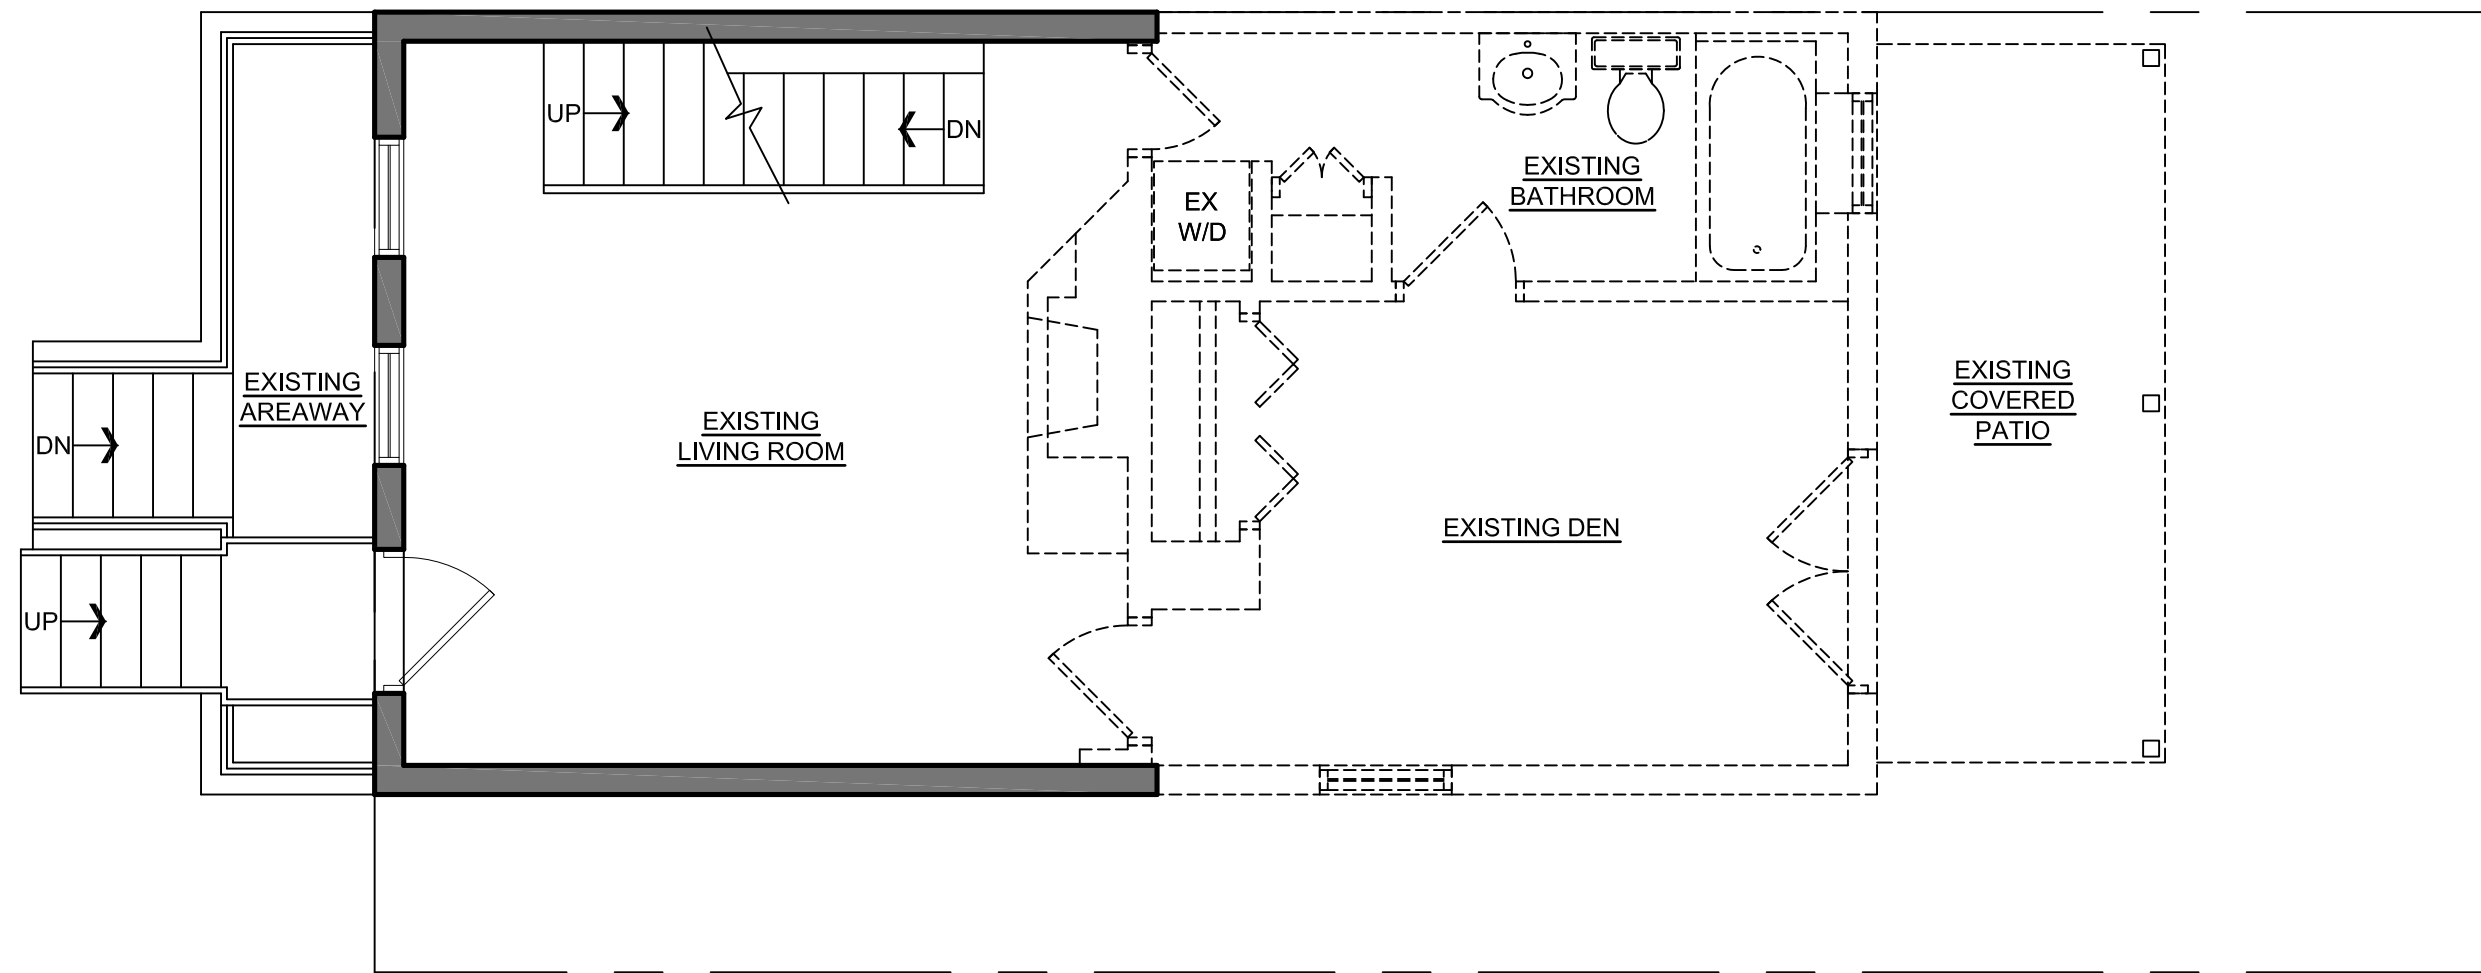 UP
DN
EXISTING
BATHROOM
EX
W/D
EXISTING
AREAWAY
EXISTING
LIVING ROOM
EXISTING
COVERED
PATIO
DN
EXISTING DEN
UP